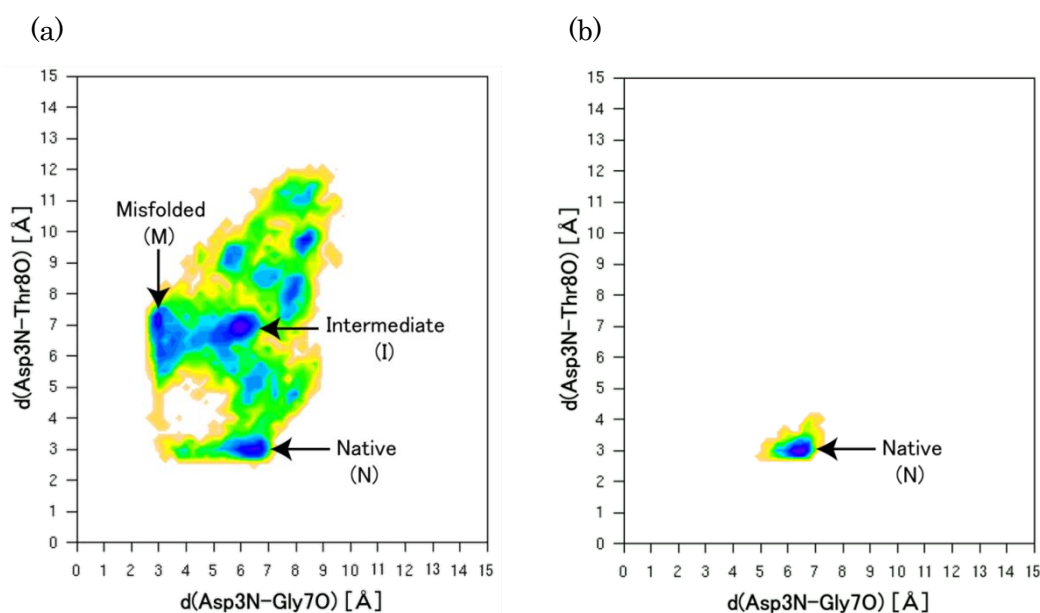 (a)
15
14
13
12
11
10
9
8
7
6
5
4
3
2
1
0
d(Asp3N-Thr8O) [Å]
Misfolded
(M)
Intermediate
(I)
Native
(N)
0 1 2 3 4 5 6 7 8 9 10 11 12 13 14 15
d(Asp3N-Gly7O) [Å]
(b)
15
14
13
12
11
10
9
8
7
6
5
4
3
2
1
0
d(Asp3N-Thr8O) [Å]
Native
(N)
0 1 2 3 4 5 6 7 8 9 10 11 12 13 14 15
d(Asp3N-Gly7O) [Å]